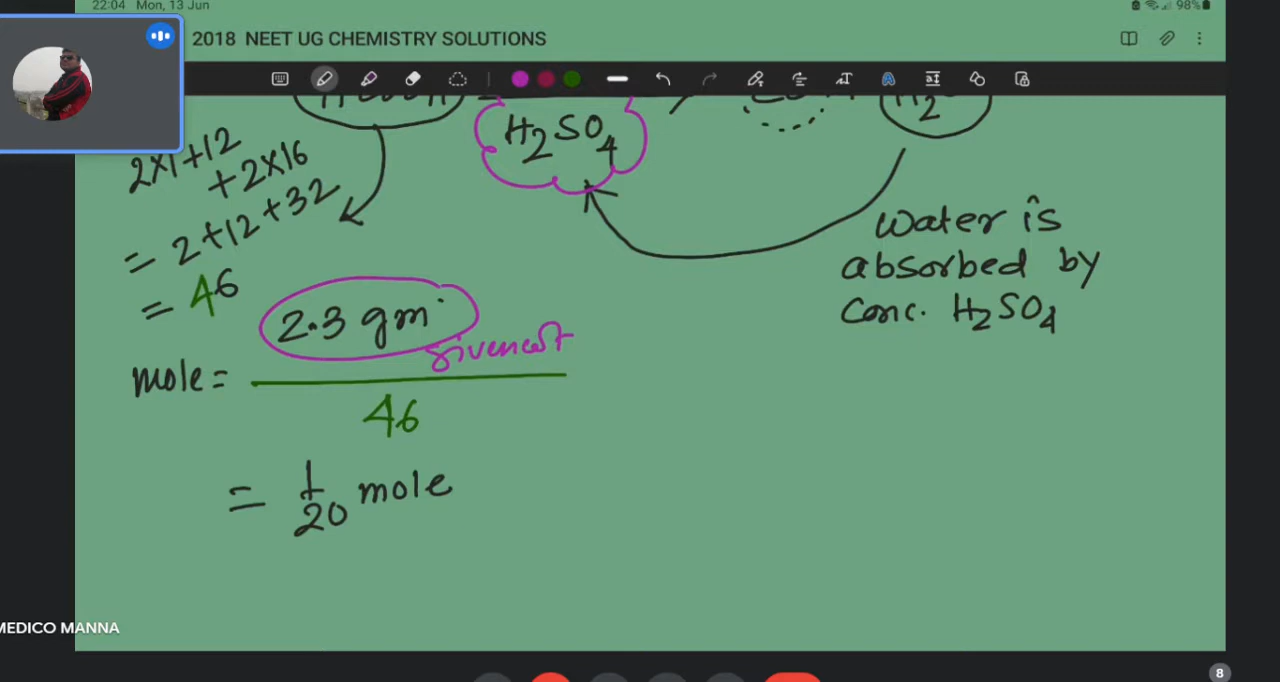 22:04 Mon, 13 Jun
98%
2018 NEET UG CHEMISTRY SOLUTIONS
H2SO4
2×1+12
+2×16
= 2+12+32
= 46
Water is
absorbed by
Conc. H2SO4
2.3 gm
given wt
mole =
46
= 1/20 mole
MEDICO MANNA
8